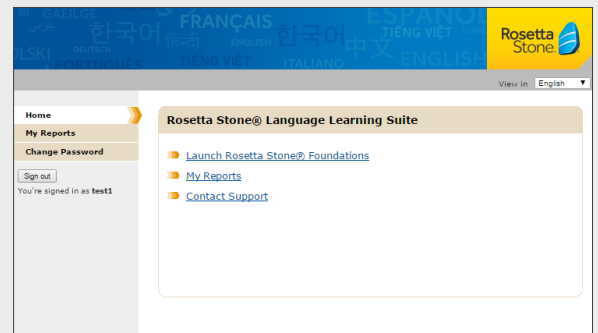 GAEILGE
FRANÇAIS
ESPAÑOL
한국어
हिन्दी
ENGLISH
한국어
TIẾNG VIỆT
DEUTSCH
中文
ENGLISH
PORTUGUÊS
TIẾNG VIỆT
ITALIANO
Rosetta
Stone.
View in English
Home
My Reports
Change Password
Sign out
You're signed in as test1
Rosetta Stone® Language Learning Suite
Launch Rosetta Stone® Foundations
My Reports
Contact Support